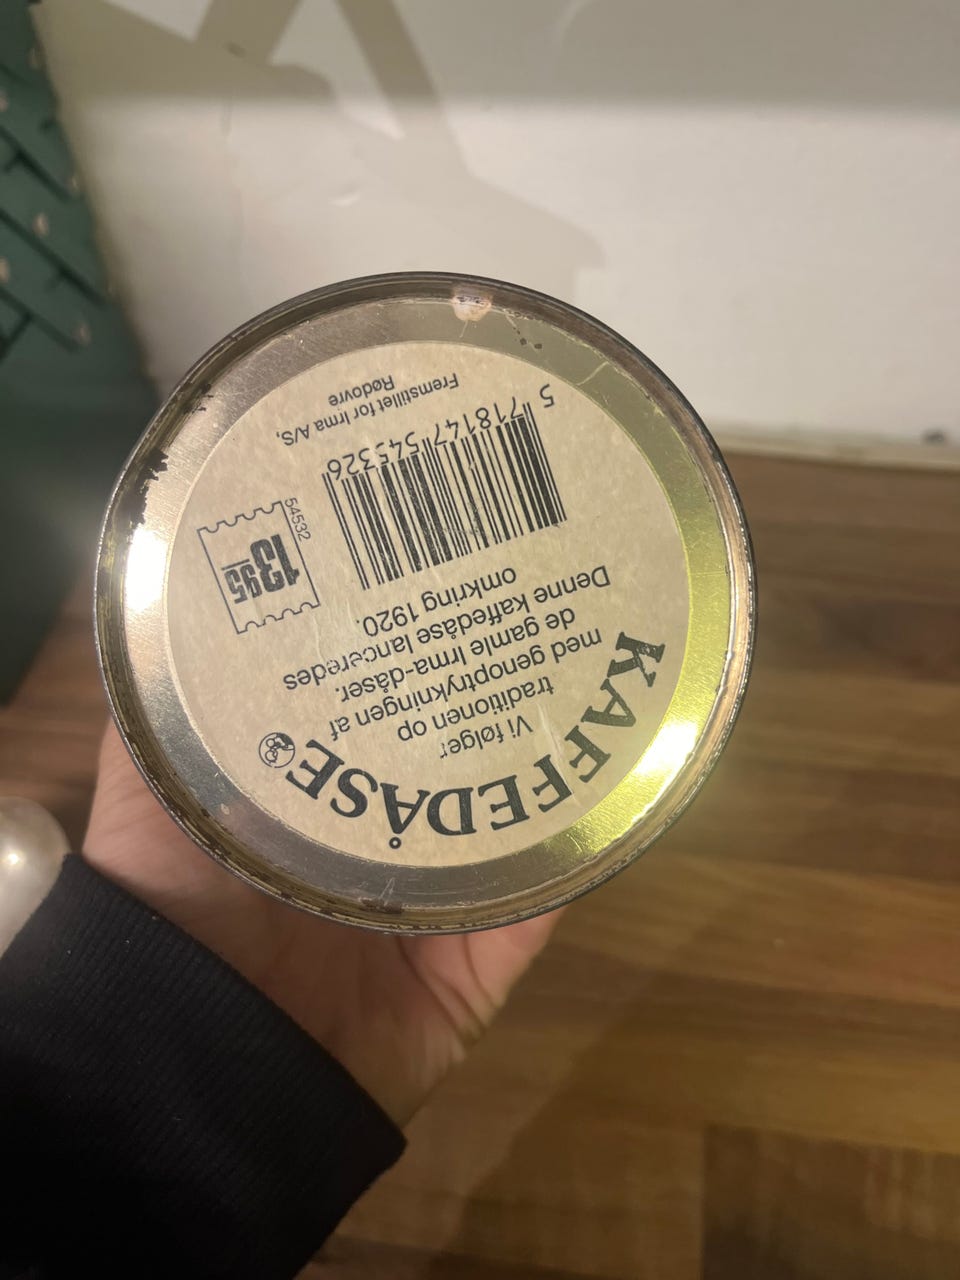 KAFFEDÅSE
Vi følger
traditionen op
med genoptrykningen af
de gamle Irma-dåser.
Denne kaffedåse lanceredes
omkring 1920.
54532
13 95
5 718147 545326
Fremstillet for Irma A/S,
Rødovre